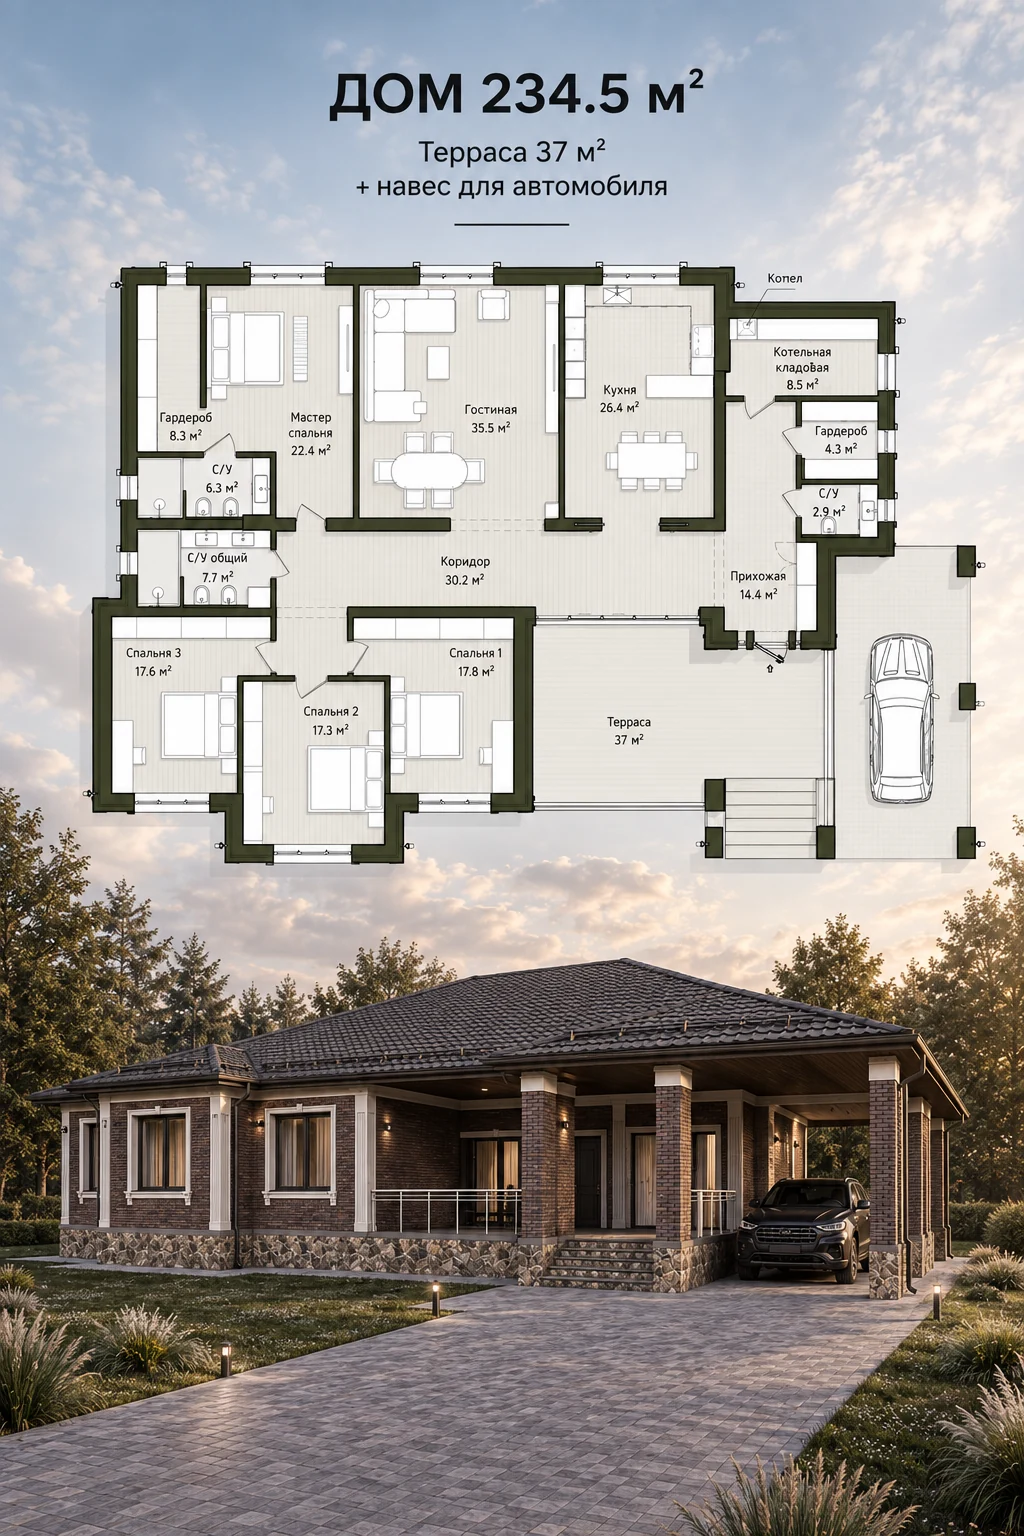 ДОМ 234.5 м²
Терраса 37 м²
+ навес для автомобиля
Котел
Котельная
кладовая
8.5 м²
Гардероб
8.3 м²
Мастер
спальня
22.4 м²
Гостиная
35.5 м²
Кухня
26.4 м²
Гардероб
4.3 м²
С/У
6.3 м²
С/У
2.9 м²
С/У общий
7.7 м²
Коридор
30.2 м²
Прихожая
14.4 м²
Спальня 3
17.6 м²
Спальня 1
17.8 м²
Спальня 2
17.3 м²
Терраса
37 м²